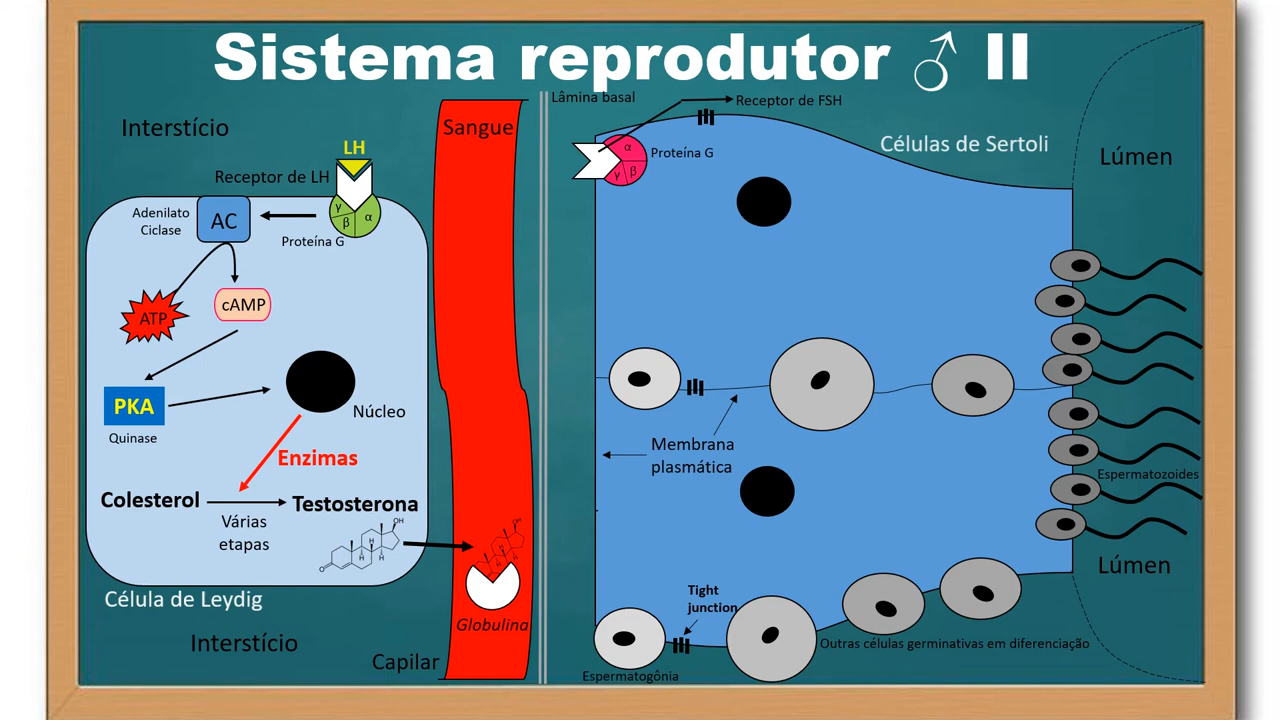 Sistema reprodutor ♂ II
Interstício
LH
Receptor de LH
Adenilato
Ciclase
AC
γ
β
α
Proteína G
ATP
cAMP
PKA
Quinase
Núcleo
Enzimas
Colesterol
Testosterona
Várias
etapas
OH
H
H
H
O
Célula de Leydig
Interstício
Sangue
OH
Globulina
Capilar
Lâmina basal
Receptor de FSH
α
γ
β
Proteína G
Células de Sertoli
Lúmen
Membrana
plasmática
Espermatozoides
Lúmen
Tight
junction
Outras células germinativas em diferenciação
Espermatogônia